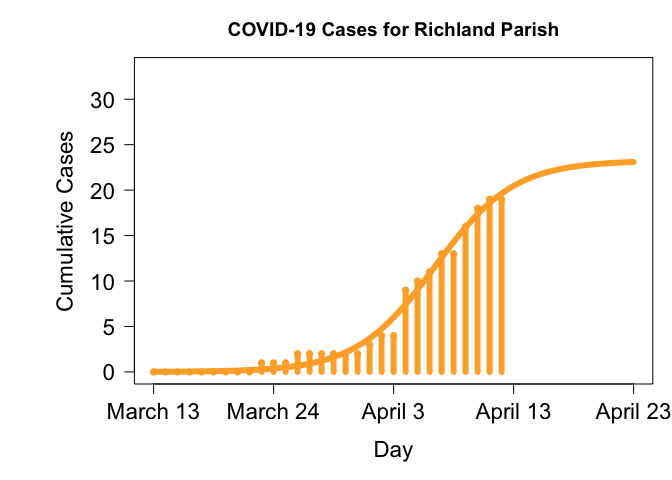 COVID-19 Cases for Richland Parish
Cumulative Cases
30
25
20
15
10
5
0
March 13
March 24
April 3
April 13
April 23
Day